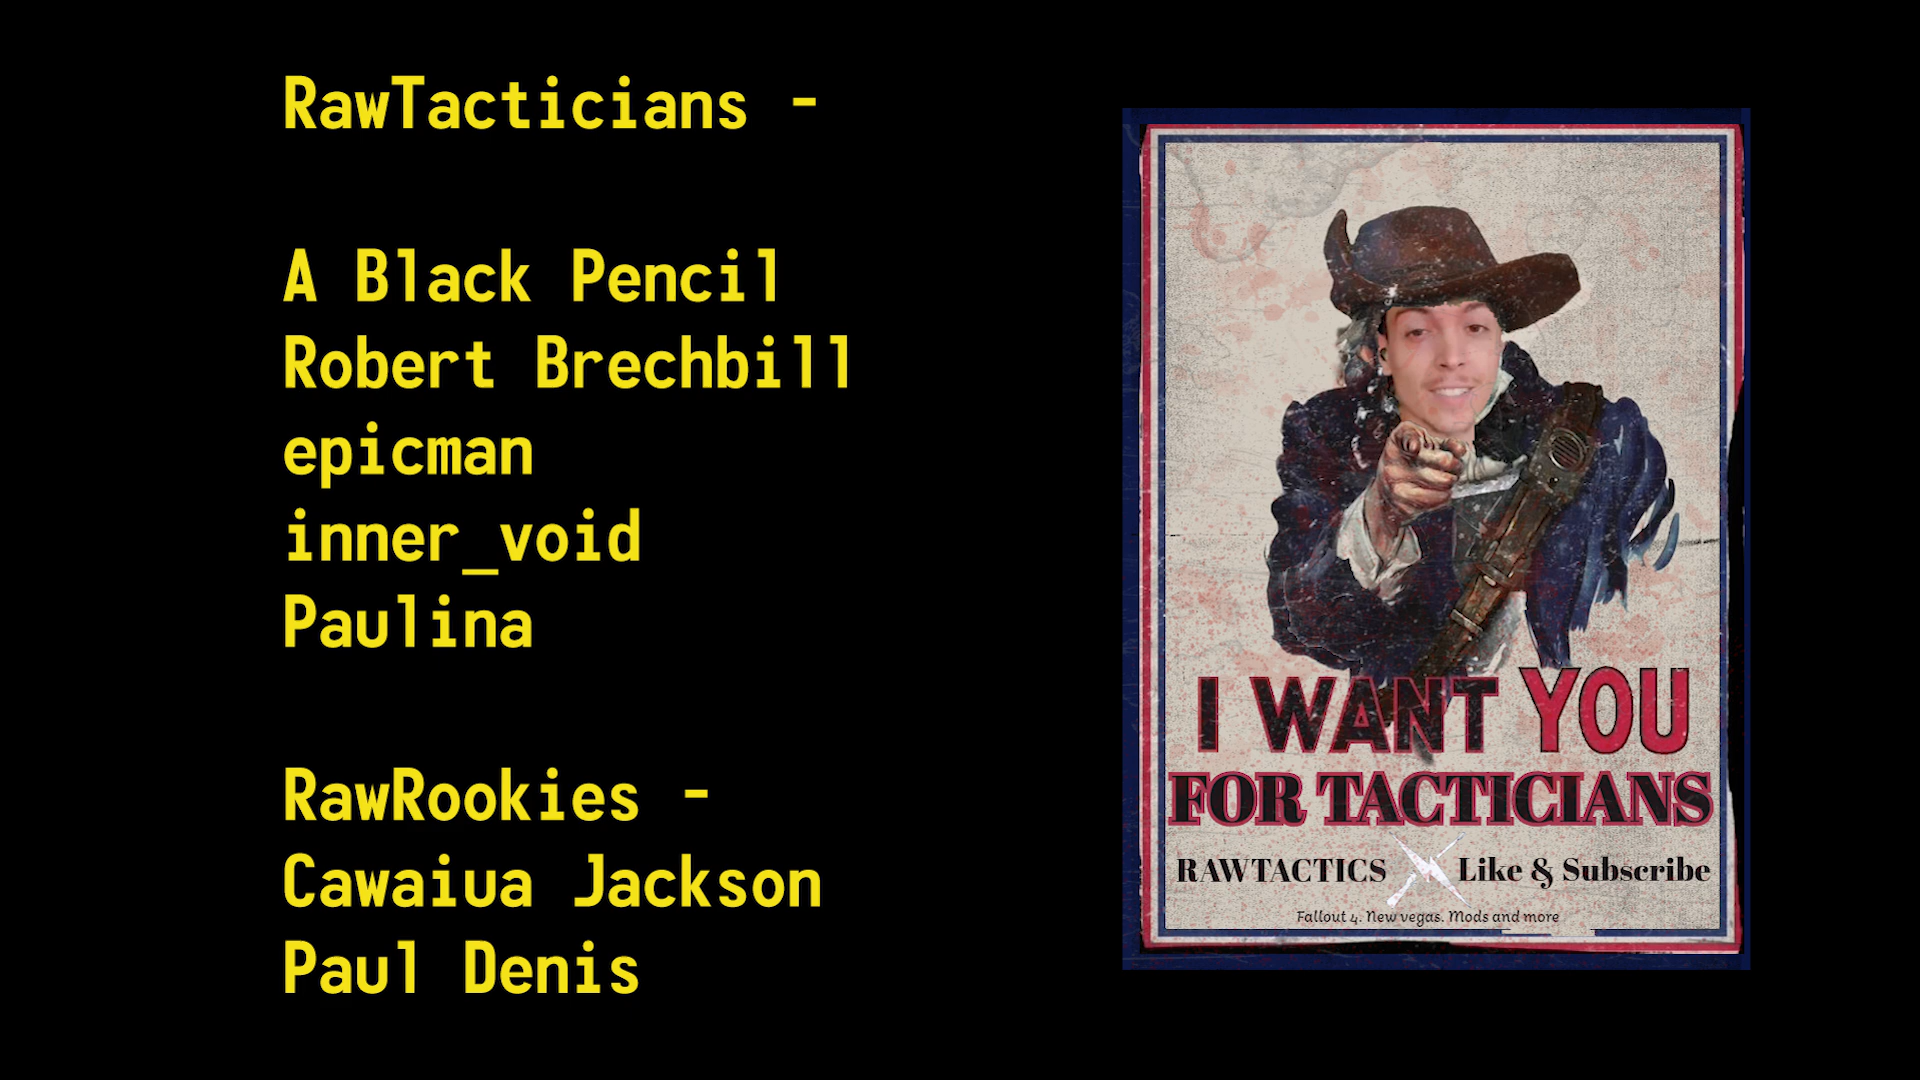 RawTacticians -
A Black Pencil
Robert Brechbill
epicman
inner_void
Paulina
RawRookies -
Cawaiua Jackson
Paul Denis
I WANT YOU
FOR TACTICIANS
RAWTACTICS Like & Subscribe
Fallout 4. New vegas. Mods and more